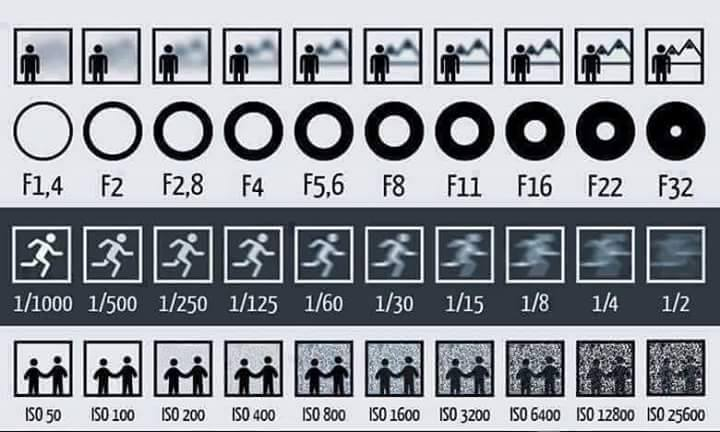 F1,4 F2 F2,8 F4 F5,6 F8 F11 F16 F22 F32
1/1000 1/500 1/250 1/125 1/60 1/30 1/15 1/8 1/4 1/2
ISO 50 ISO 100 ISO 200 ISO 400 ISO 800 ISO 1600 ISO 3200 ISO 6400 ISO 12800 ISO 25600